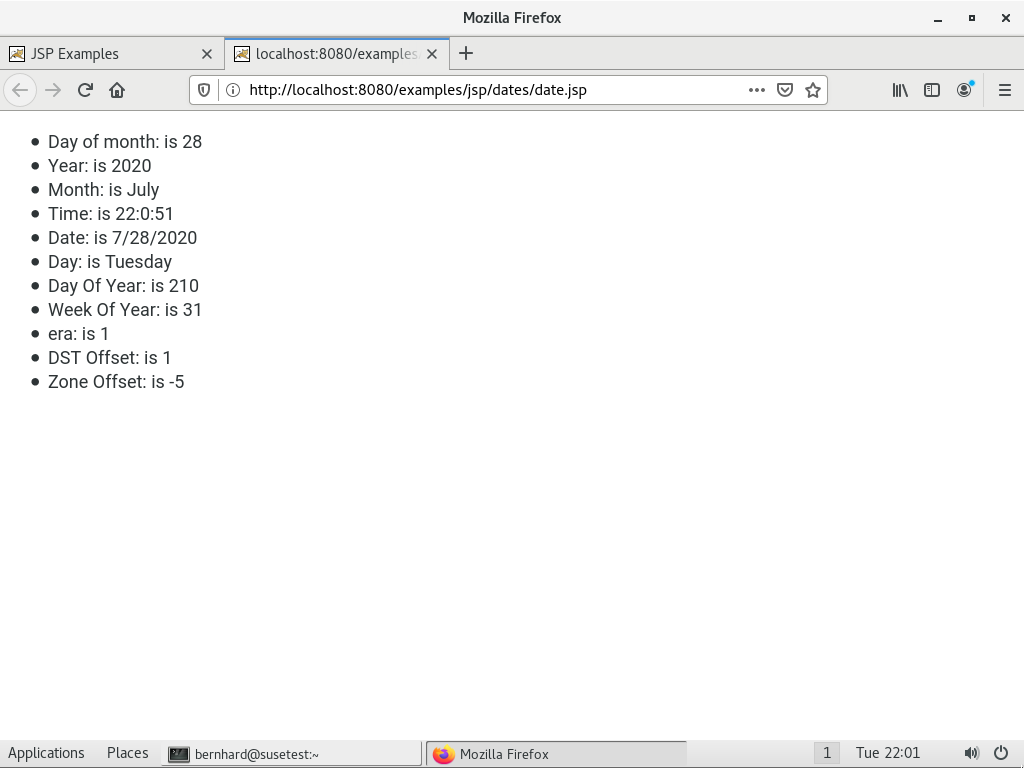 Mozilla Firefox
JSP Examples
localhost:8080/examples
http://localhost:8080/examples/jsp/dates/date.jsp
Day of month: is 28
Year: is 2020
Month: is July
Time: is 22:0:51
Date: is 7/28/2020
Day: is Tuesday
Day Of Year: is 210
Week Of Year: is 31
era: is 1
DST Offset: is 1
Zone Offset: is -5
Applications Places bernhard@susetest:~ Mozilla Firefox 1 Tue 22:01